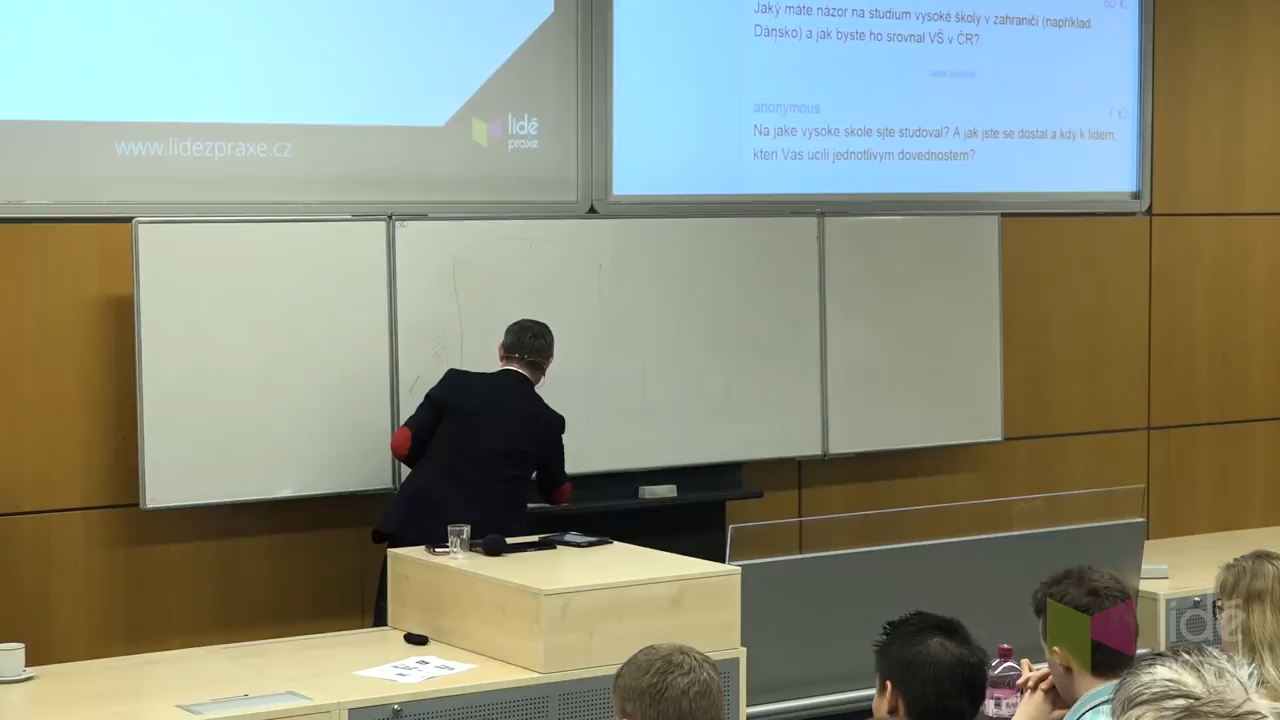 Jaký máte názor na studium vysoké školy v zahraničí (například
Dánsko) a jak byste ho srovnal VŠ v ČR?
anonymous
Na jake vysoke skole sjte studoval? A jak jste se dostal a kdy k lidem,
kteri Vas ucili jednotlivym dovednostem?
www.lidezpraxe.cz
lidé
z praxe
lidé